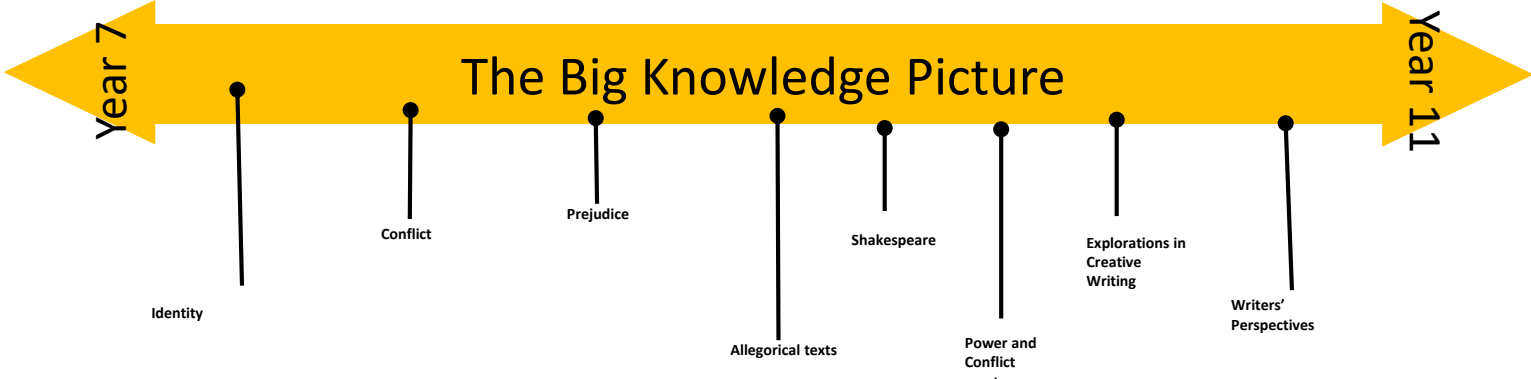 Year 7
The Big Knowledge Picture
Year 11
Identity
Conflict
Prejudice
Allegorical texts
Shakespeare
Power and
Conflict
Explorations in
Creative
Writing
Writers’
Perspectives